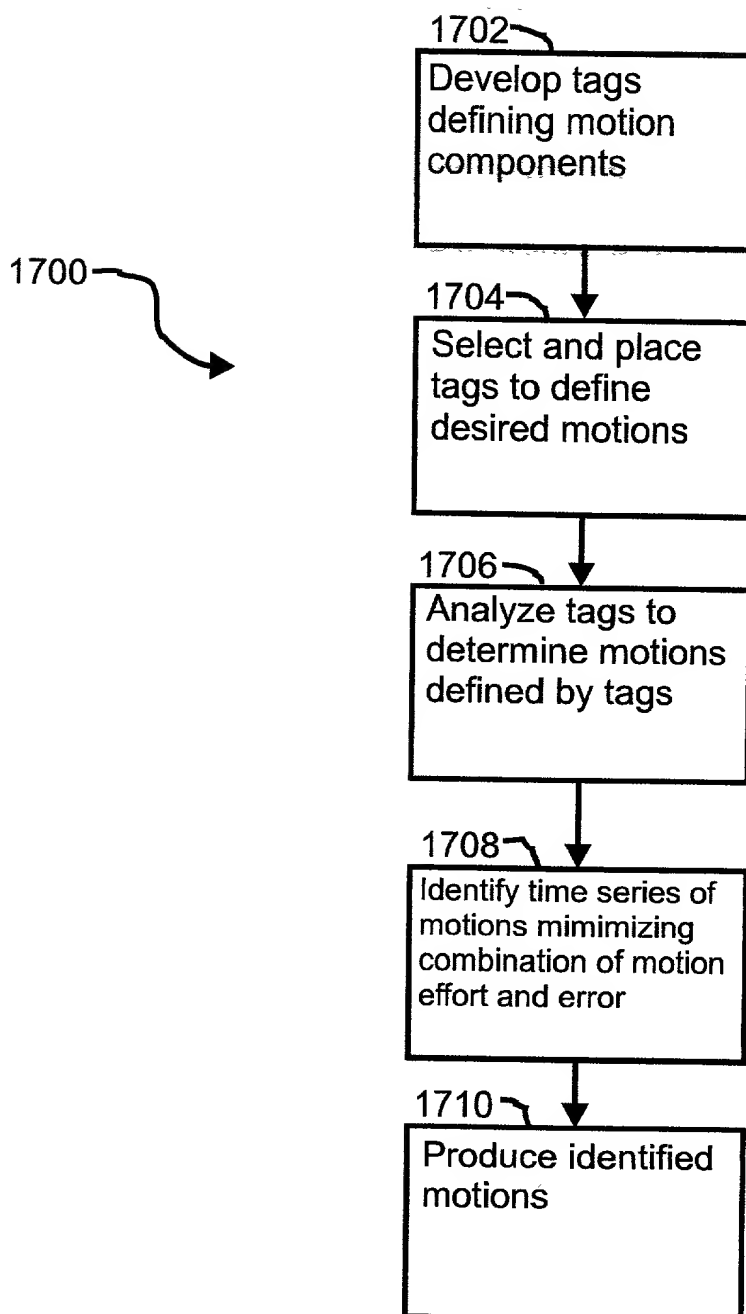 1702
Develop tags
defining motion
components
1700
1704
Select and place
tags to define
desired motions
1706
Analyze tags to
determine motions
defined by tags
1708
Identify time series of
motions mimimizing
combination of motion
effort and error
1710
Produce identified
motions